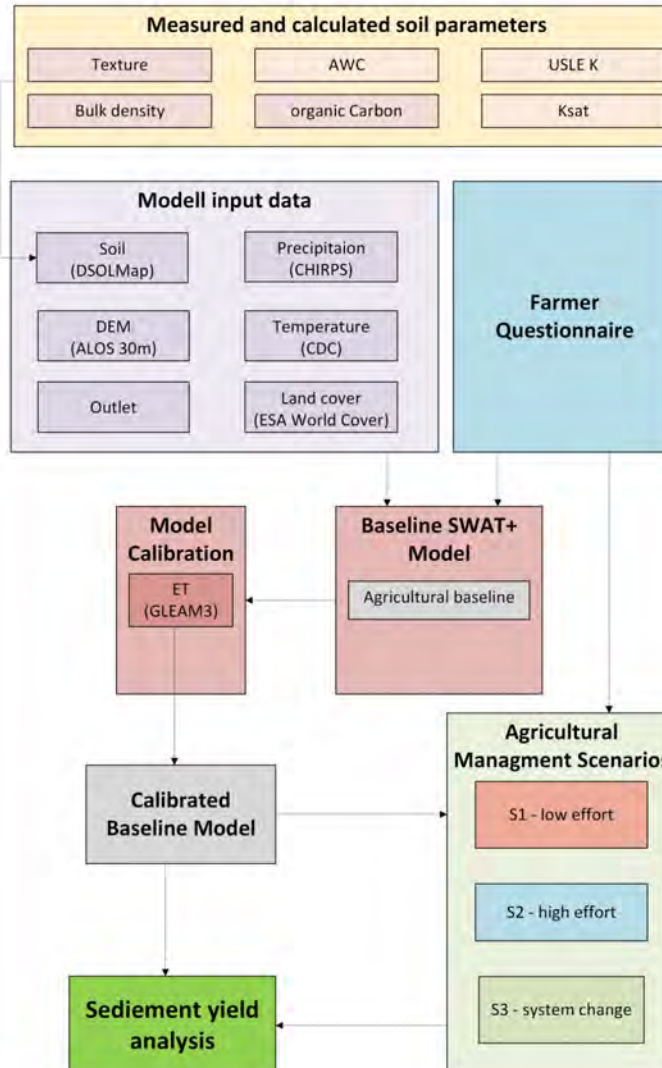 Measured and calculated soil parameters
Texture
AWC
USLE K
Bulk density
organic Carbon
Ksat
Modell input data
Soil
(DSOLMap)
Precipitaion
(CHIRPS)
DEM
(ALOS 30m)
Temperature
(CDC)
Outlet
Land cover
(ESA World Cover)
Farmer
Questionnaire
Model
Calibration
ET
(GLEAM3)
Baseline SWAT+
Model
Agricultural baseline
Calibrated
Baseline Model
Agricultural
Managment Scenarios
S1 - low effort
S2 - high effort
S3 - system change
Sediement yield
analysis